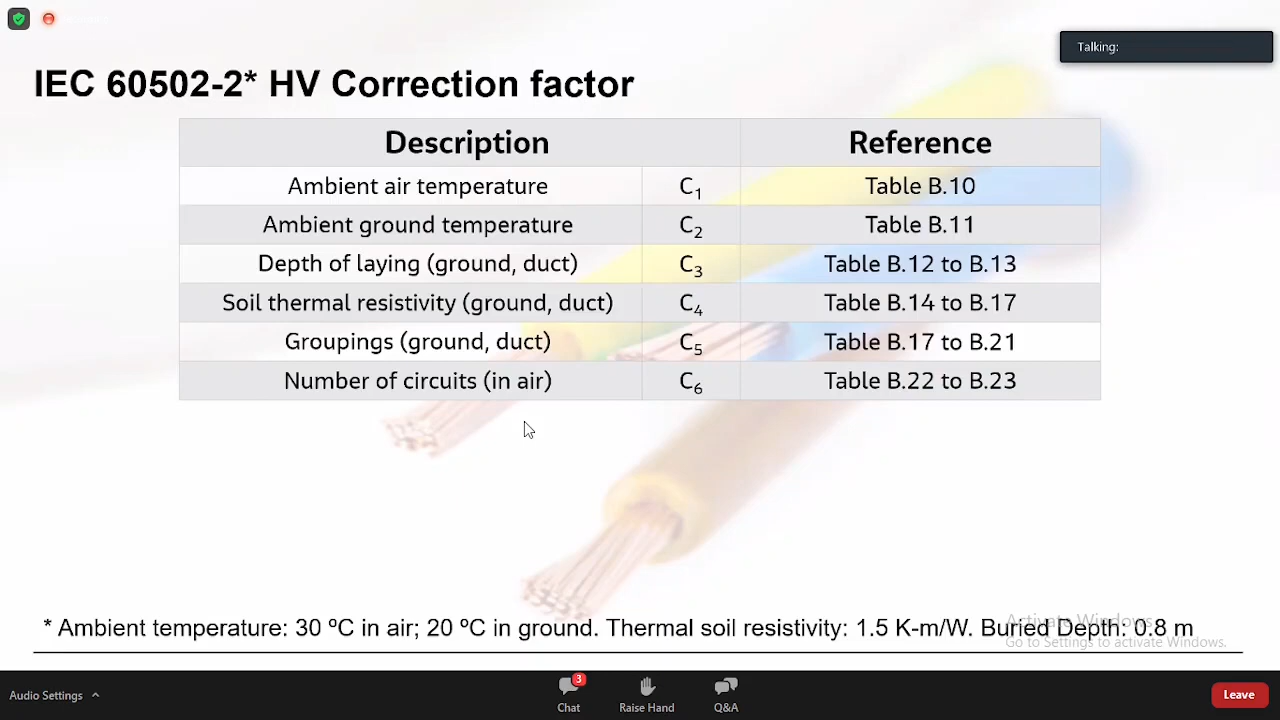 Talking:
IEC 60502-2* HV Correction factor
Description Reference
Ambient air temperature C1 Table B.10
Ambient ground temperature C2 Table B.11
Depth of laying (ground, duct) C3 Table B.12 to B.13
Soil thermal resistivity (ground, duct) C4 Table B.14 to B.17
Groupings (ground, duct) C5 Table B.17 to B.21
Number of circuits (in air) C6 Table B.22 to B.23
* Ambient temperature: 30 ºC in air; 20 ºC in ground. Thermal soil resistivity: 1.5 K-m/W. Buried Depth: 0.8 m
Activate Windows
Go to Settings to activate Windows.
Audio Settings
3
Chat
Raise Hand
Q&A
Leave